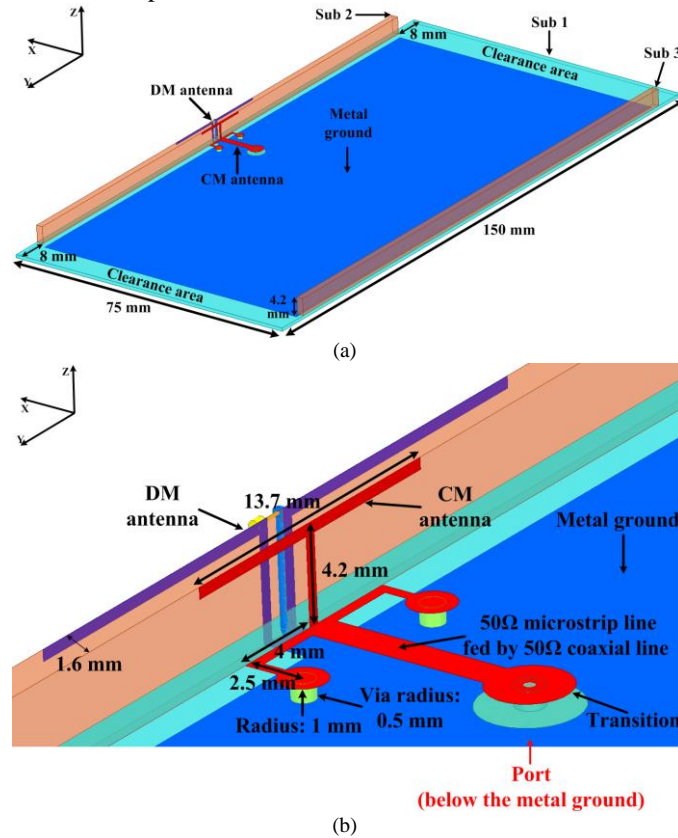 Z
X
Y
Sub 2
8 mm
Sub 1
Clearance area
Sub 3
DM antenna
Metal
ground
CM antenna
150 mm
8 mm
Clearance area
75 mm
4.2
mm
(a)
Z
X
Y
DM
antenna
13.7 mm
CM
antenna
Metal ground
4.2 mm
50Ω microstrip line
fed by 50Ω coaxial line
1.6 mm
4 mm
2.5 mm
Via radius:
0.5 mm
Radius: 1 mm
Transition
Port
(below the metal ground)
(b)